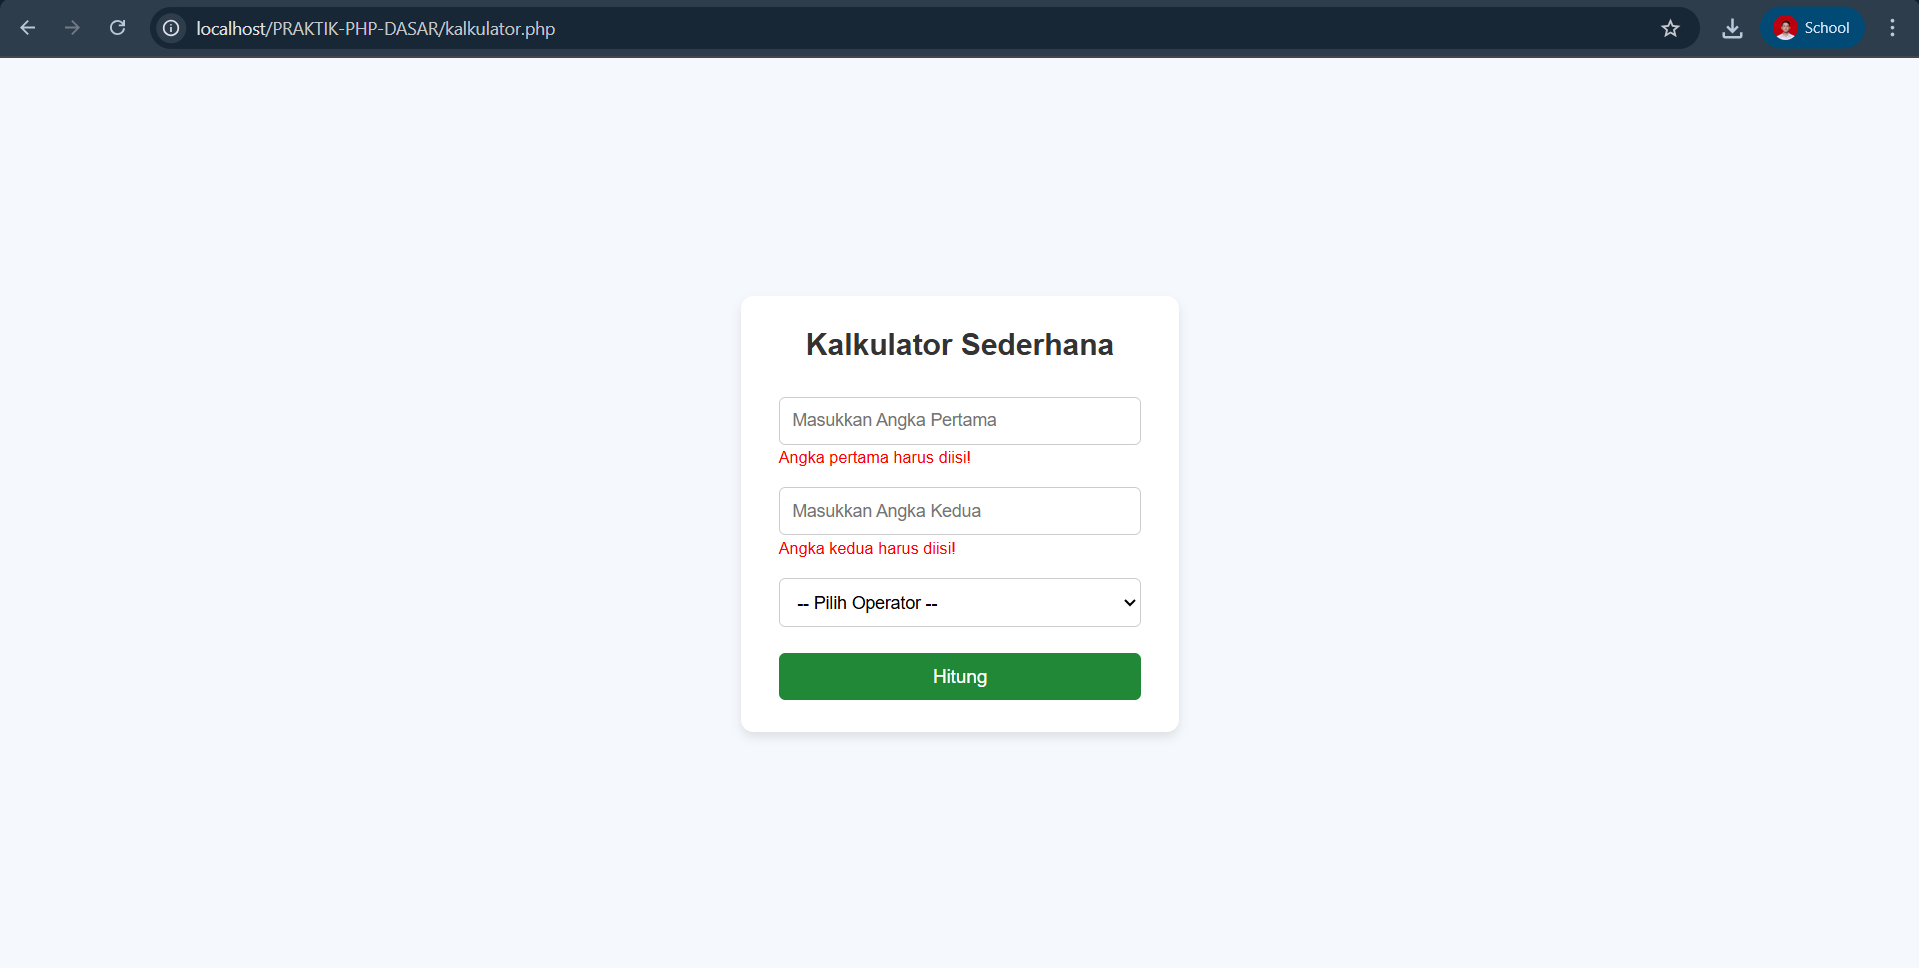 localhost/PRAKTIK-PHP-DASAR/kalkulator.php
School
Kalkulator Sederhana
Masukkan Angka Pertama
Angka pertama harus diisi!
Masukkan Angka Kedua
Angka kedua harus diisi!
-- Pilih Operator --
Hitung